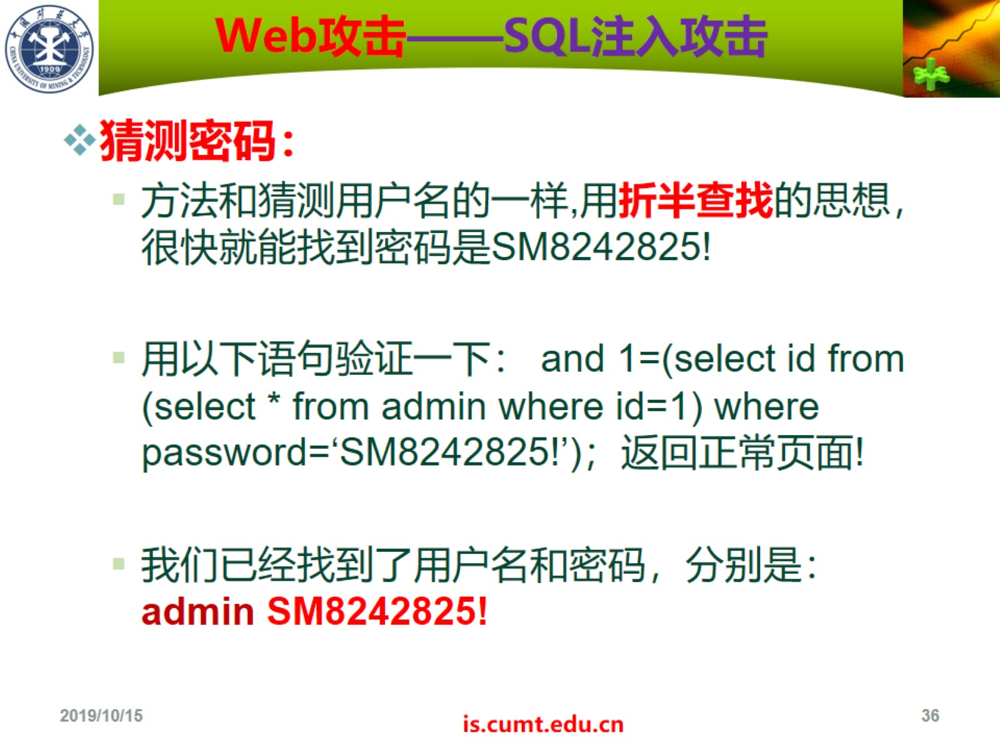 Web攻击——SQL注入攻击
中国矿业大学
CHINA UNIVERSITY OF MINING & TECHNOLOGY
1909
猜测密码：
方法和猜测用户名的一样,用折半查找的思想，
很快就能找到密码是SM8242825!
用以下语句验证一下： and 1=(select id from
(select * from admin where id=1) where
password=‘SM8242825!’)；返回正常页面!
我们已经找到了用户名和密码，分别是：
admin SM8242825!
2019/10/15
is.cumt.edu.cn
36